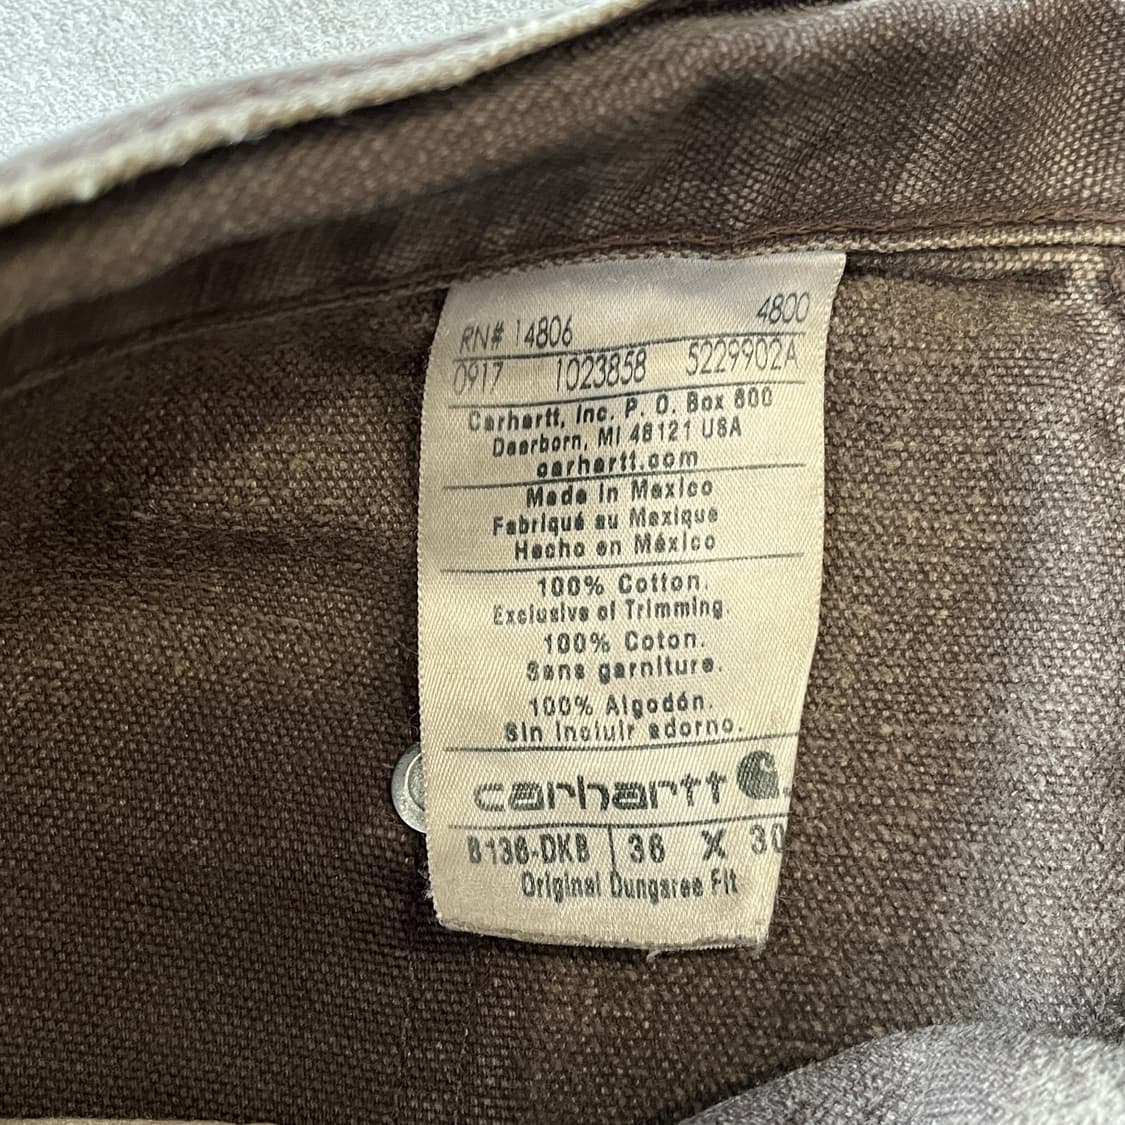 RN# 14806 4800
0917 1023858 5229902A
Carhartt, Inc. P. O. Box 800
Dearborn, MI 48121 USA
carhartt.com
Made In Mexico
Fabriqué au Mexique
Hecho en México
100% Cotton.
Exclusive of Trimming.
100% Coton.
Sans garniture.
100% Algodón.
Sin Incluir adorno.
carhartt
B136-DKB 36 X 30
Original Dungaree Fit